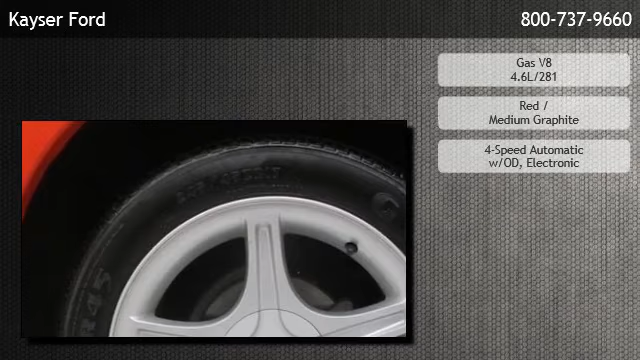 Kayser Ford
800-737-9660
Gas V8
4.6L/281
Red /
Medium Graphite
4-Speed Automatic
w/OD, Electronic